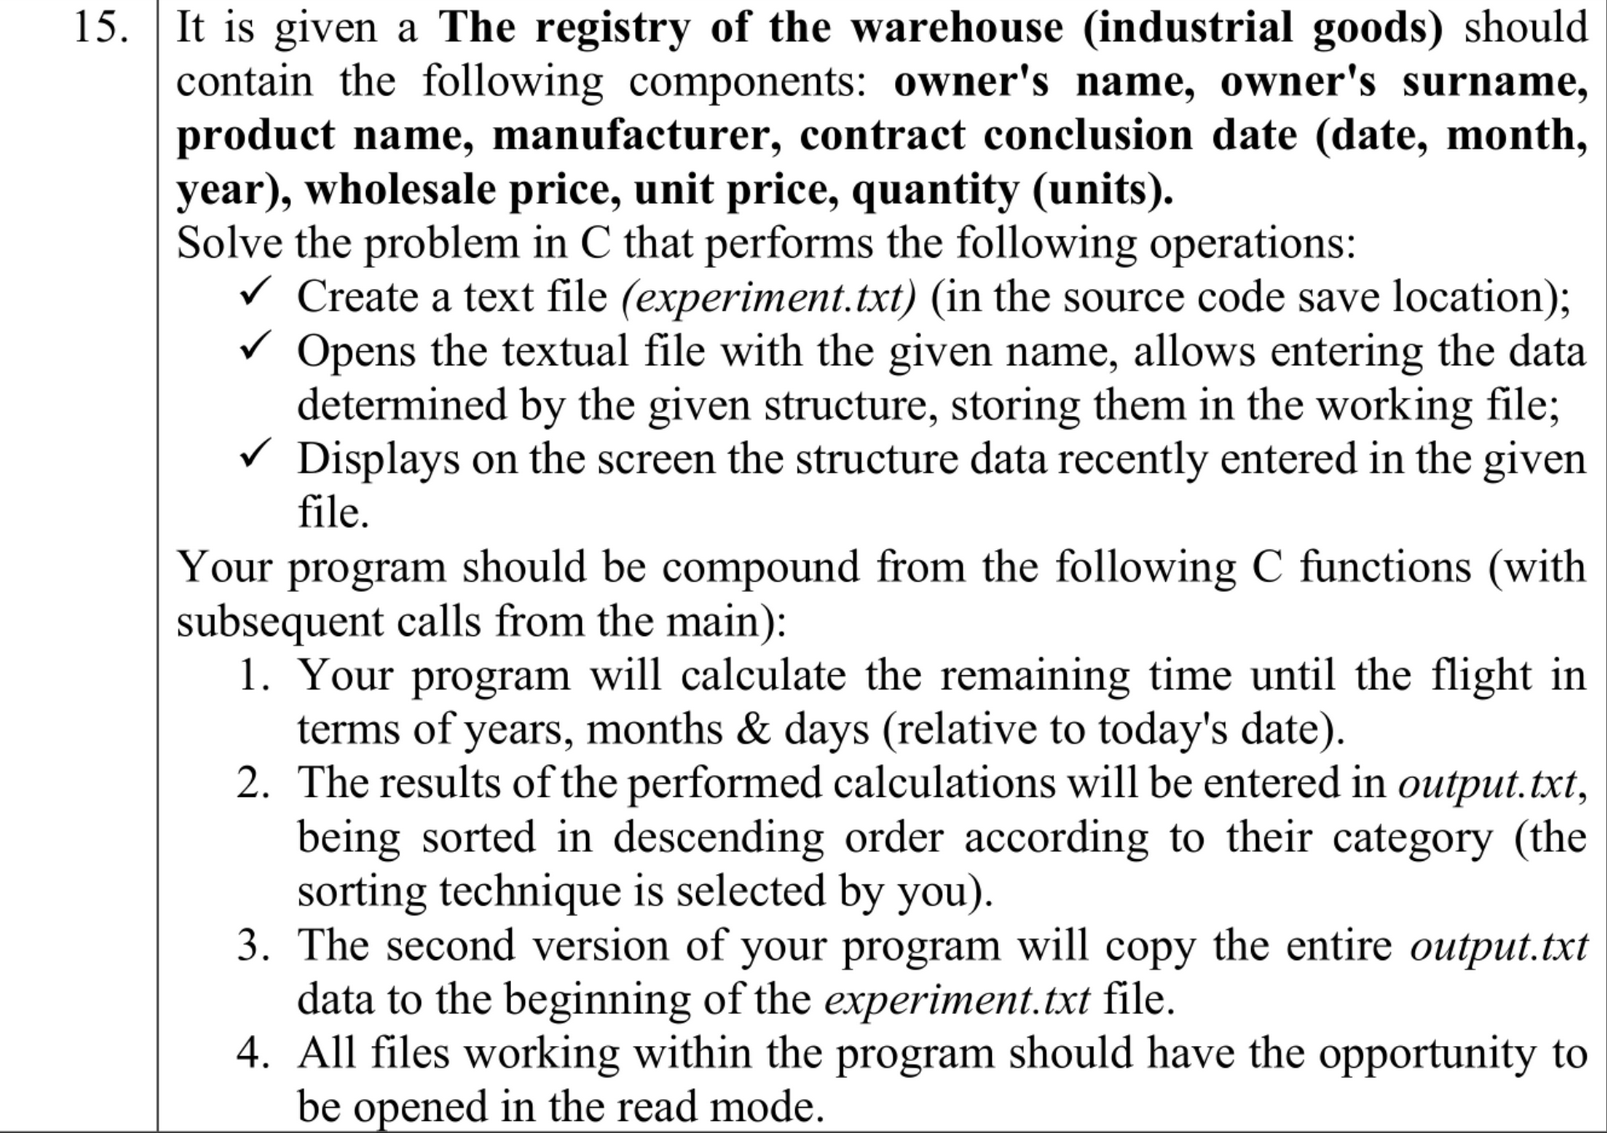 15. It is given a The registry of the warehouse (industrial goods) should
contain the following components: owner's name, owner's surname,
product name, manufacturer, contract conclusion date (date, month,
year), wholesale price, unit price, quantity (units).
Solve the problem in C that performs the following operations:
✓ Create a text file (experiment.txt) (in the source code save location);
✓ Opens the textual file with the given name, allows entering the data
determined by the given structure, storing them in the working file;
✓ Displays on the screen the structure data recently entered in the given
file.
Your program should be compound from the following C functions (with
subsequent calls from the main):
1. Your program will calculate the remaining time until the flight in
terms of years, months & days (relative to today's date).
2. The results of the performed calculations will be entered in output.txt,
being sorted in descending order according to their category (the
sorting technique is selected by you).
3. The second version of your program will copy the entire output.txt
data to the beginning of the experiment.txt file.
4. All files working within the program should have the opportunity to
be opened in the read mode.